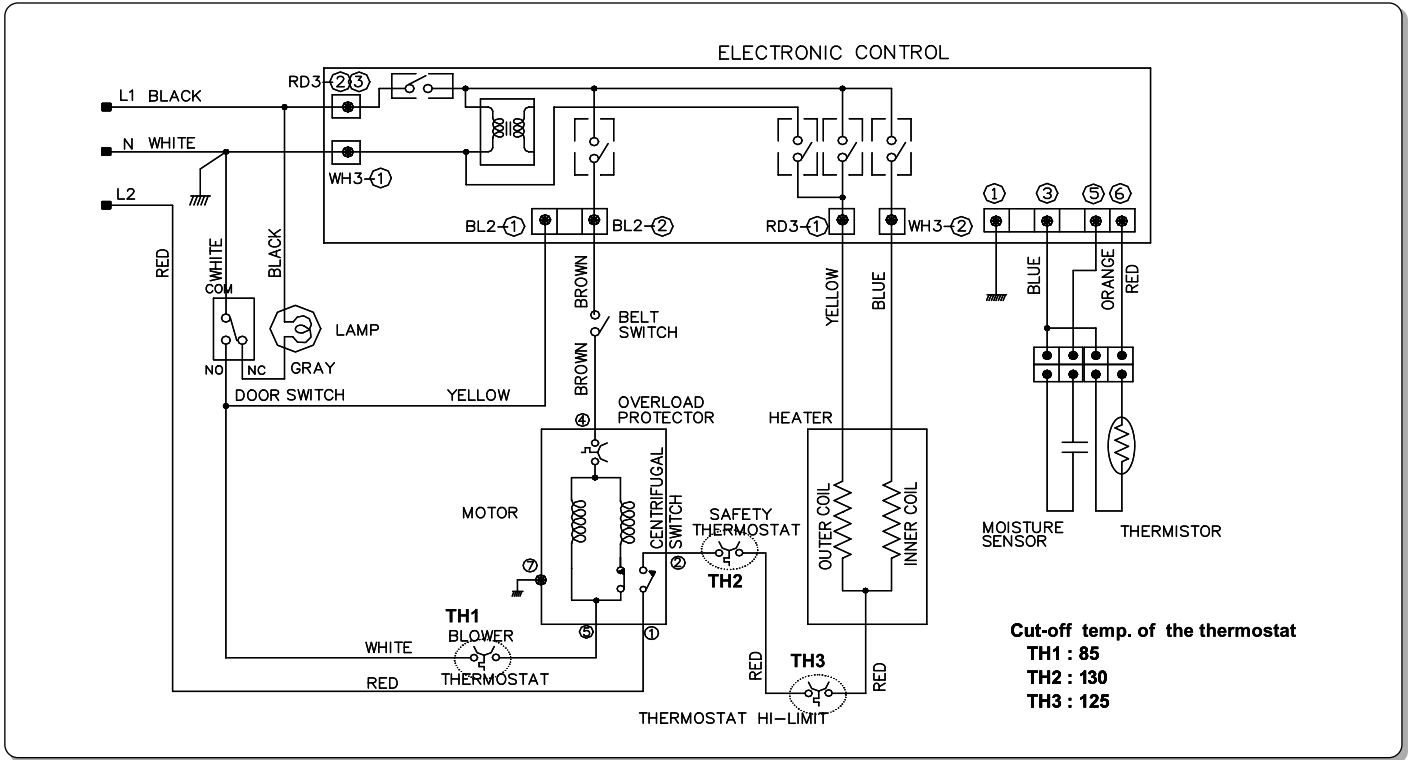 ELECTRONIC CONTROL
RD3-②③
L1 BLACK
N WHITE
WH3-①
L2
BL2-①
BL2-②
RD3-①
WH3-②
①
③
⑤
⑥
RED
WHITE
BLACK
BROWN
YELLOW
BLUE
BLUE
ORANGE
RED
COM
LAMP
BELT
SWITCH
NO
NC
GRAY
DOOR SWITCH
YELLOW
BROWN
OVERLOAD
PROTECTOR
④
HEATER
MOTOR
CENTRIFUGAL
SWITCH
SAFETY
THERMOSTAT
TH2
OUTER COIL
INNER COIL
MOISTURE
SENSOR
THERMISTOR
⑦
②
⑤
①
TH1
BLOWER
THERMOSTAT
WHITE
RED
RED
TH3
RED
THERMOSTAT HI-LIMIT
Cut-off temp. of the thermostat
TH1 : 85
TH2 : 130
TH3 : 125